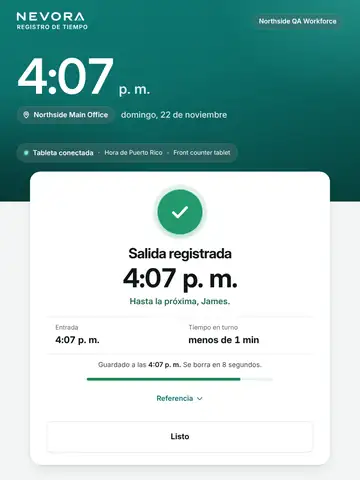 NEVORA
REGISTRO DE TIEMPO
Northside QA Workforce
4:07 p. m.
Northside Main Office domingo, 22 de noviembre
Tableta conectada · Hora de Puerto Rico · Front counter tablet
Salida registrada
4:07 p. m.
Hasta la próxima, James.
Entrada Tiempo en turno
4:07 p. m. menos de 1 min
Guardado a las 4:07 p. m. Se borra en 8 segundos.
Referencia
Listo